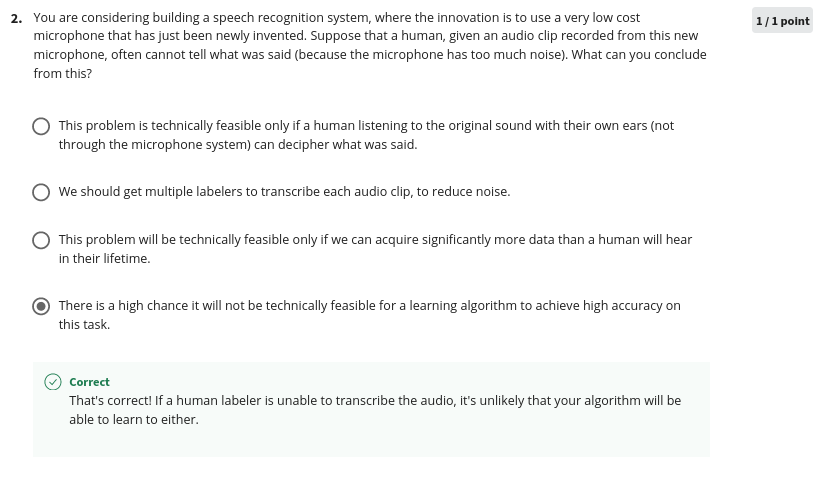 2. You are considering building a speech recognition system, where the innovation is to use a very low cost
1 / 1 point
microphone that has just been newly invented. Suppose that a human, given an audio clip recorded from this new
microphone, often cannot tell what was said (because the microphone has too much noise). What can you conclude
from this?
This problem is technically feasible only if a human listening to the original sound with their own ears (not
through the microphone system) can decipher what was said.
We should get multiple labelers to transcribe each audio clip, to reduce noise.
This problem will be technically feasible only if we can acquire significantly more data than a human will hear
in their lifetime.
There is a high chance it will not be technically feasible for a learning algorithm to achieve high accuracy on
this task.
Correct
That's correct! If a human labeler is unable to transcribe the audio, it's unlikely that your algorithm will be
able to learn to either.